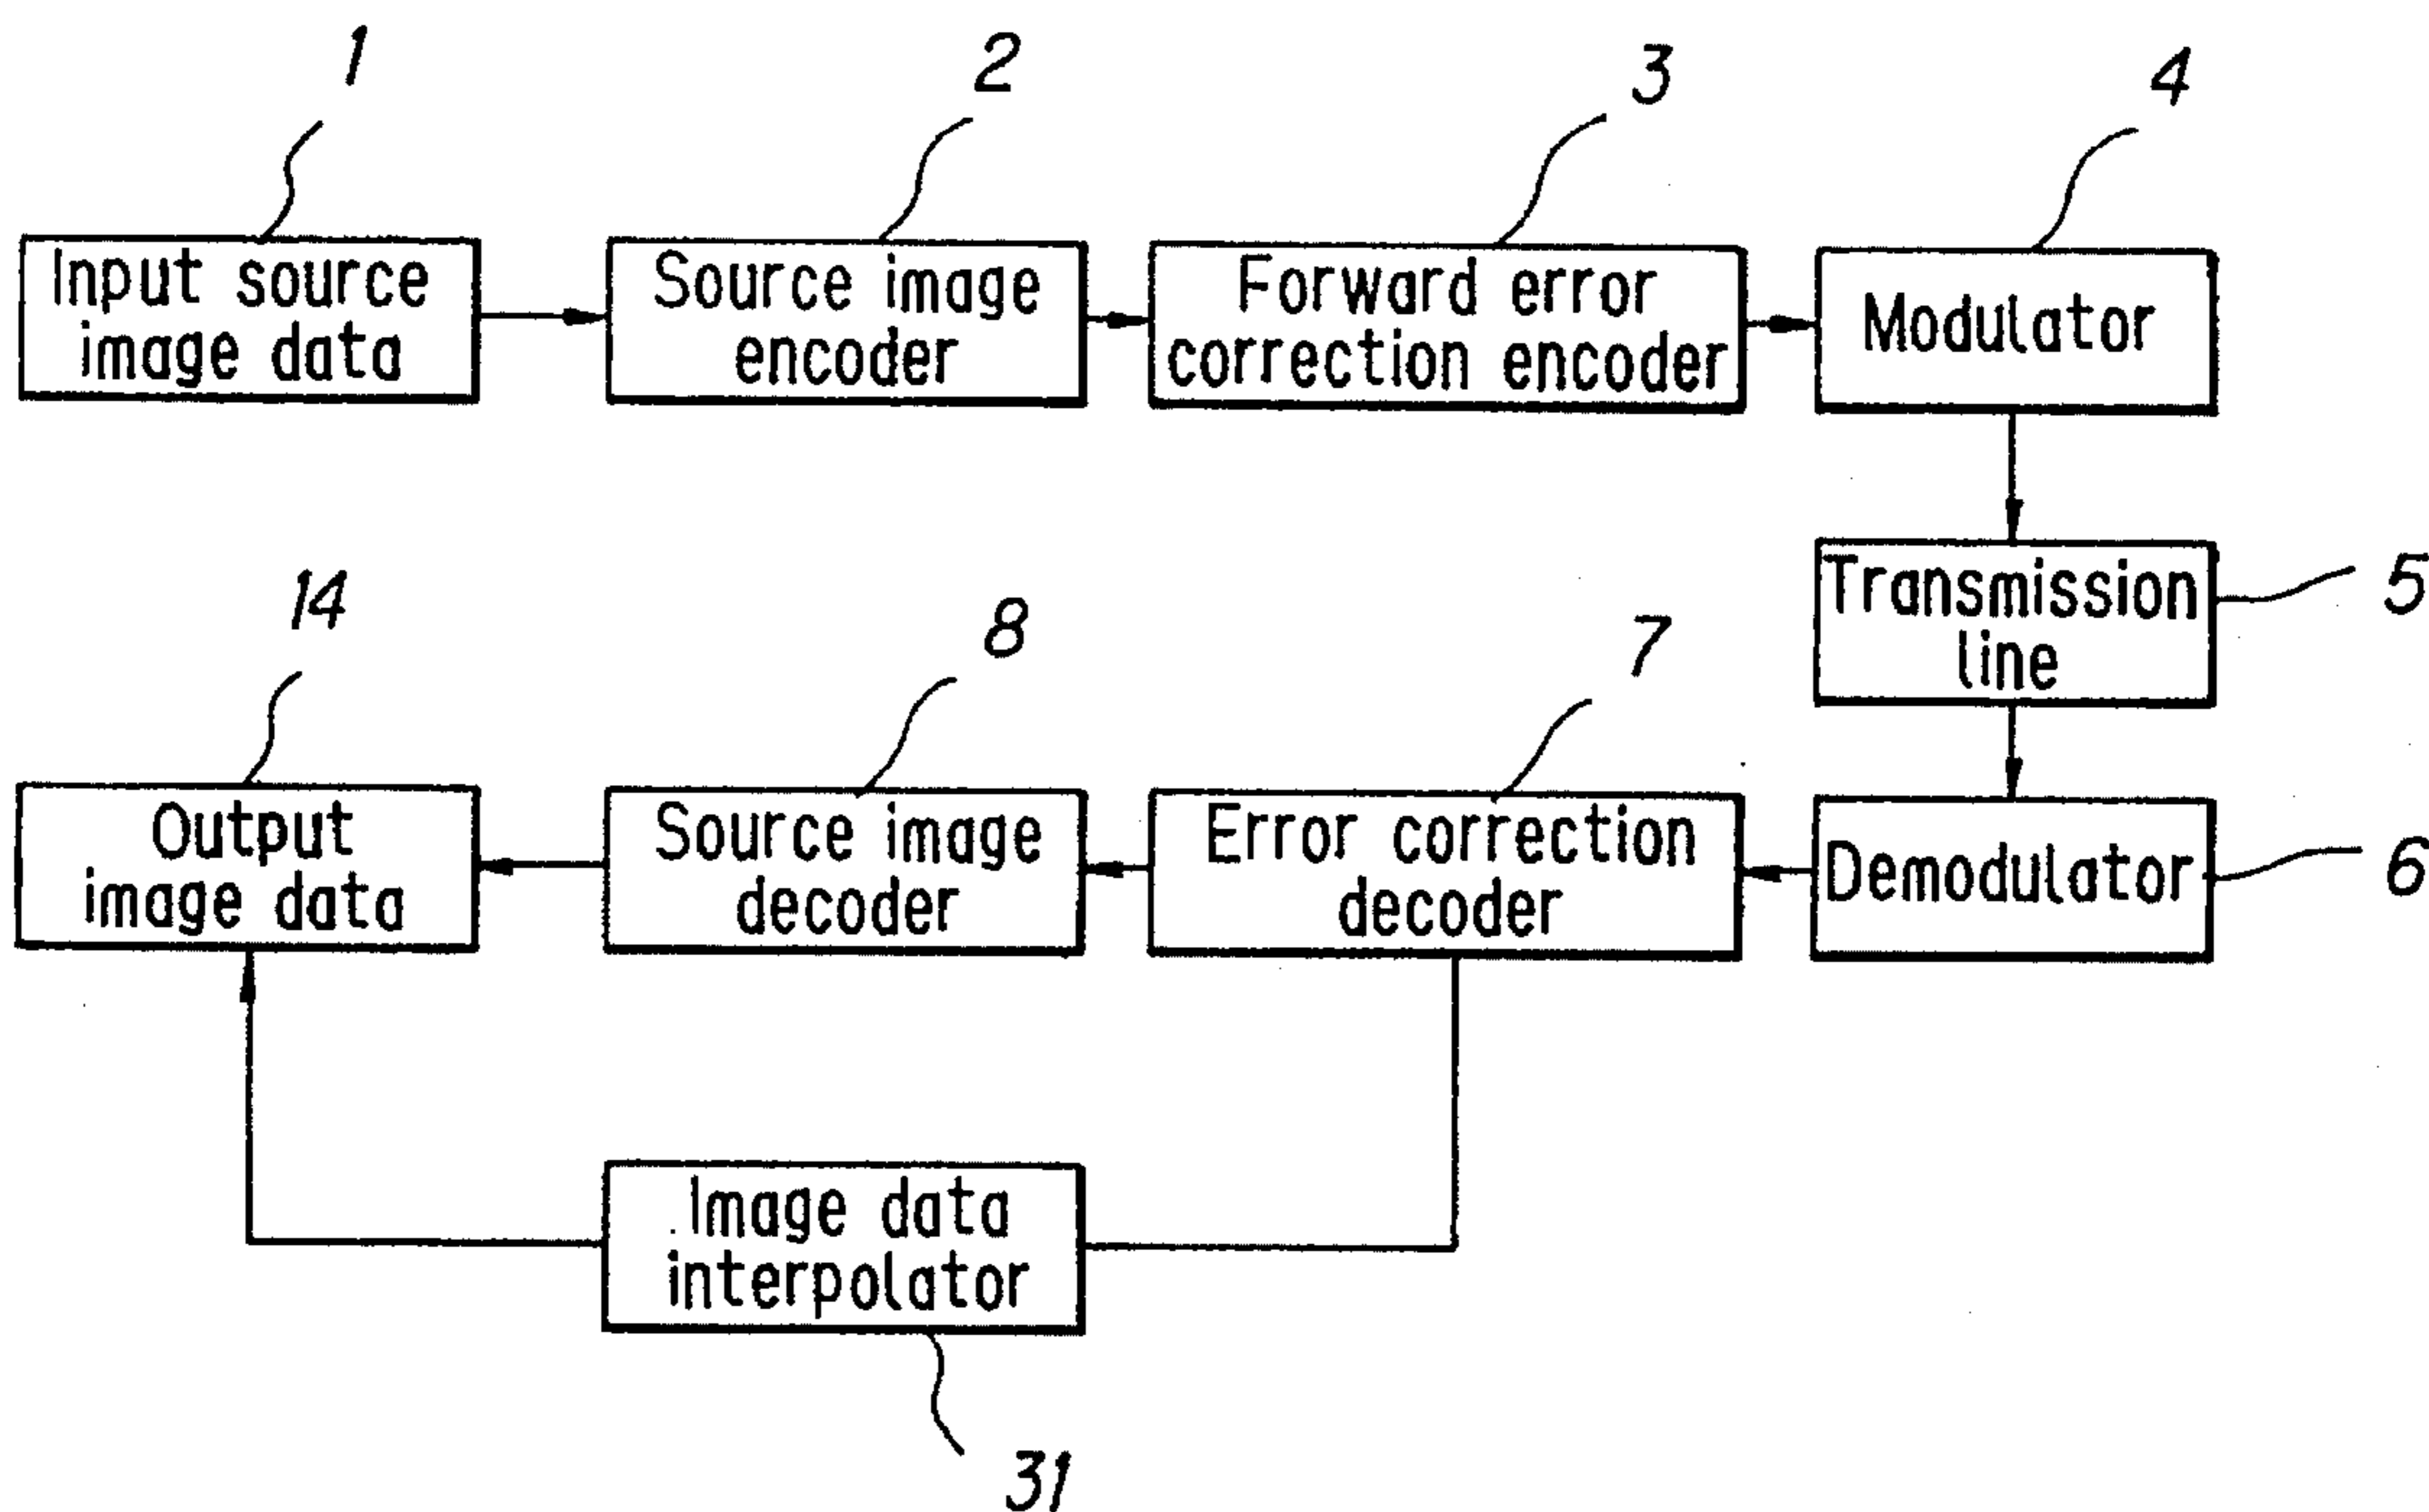 1
2
3
4
Input source
image data
Source image
encoder
Forward error
correction encoder
Modulator
Transmission
line
5
14
8
7
Output
image data
Source image
decoder
Error correction
decoder
Demodulator
6
Image data
interpolator
31